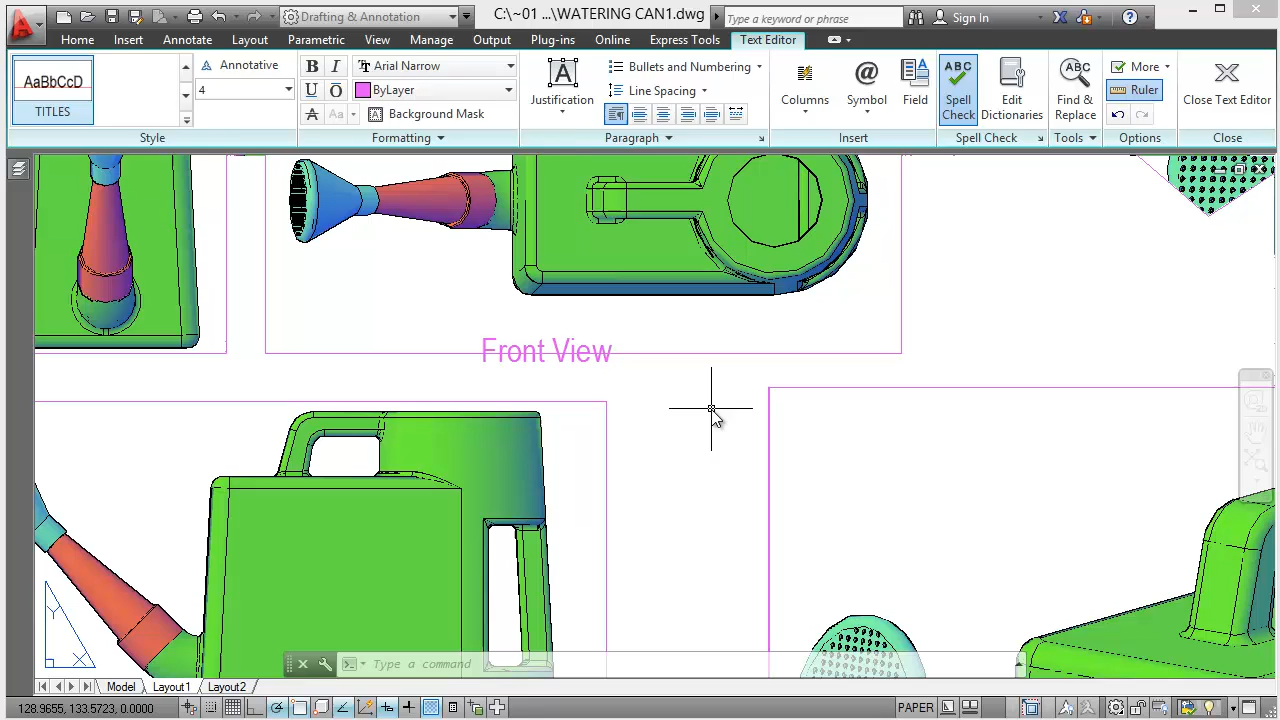 Drafting & Annotation
C:\~01 ...\WATERING CAN1.dwg
Type a keyword or phrase
Sign In
Home
Insert
Annotate
Layout
Parametric
View
Manage
Output
Plug-ins
Online
Express Tools
Text Editor
AaBbCcD
TITLES
Annotative
4
Style
B
I
Arial Narrow
U
O
ByLayer
A
Aa
Background Mask
Formatting
A
Justification
Bullets and Numbering
Line Spacing
Paragraph
Columns
@
Symbol
A
Field
Insert
ABC
Spell
Check
Edit
Dictionaries
Spell Check
ABC
Find &
Replace
Tools
More
Ruler
Options
Close Text Editor
Close
Front View
Y
X
Type a command
Model
Layout1
Layout2
128.9655, 133.5723, 0.0000
PAPER